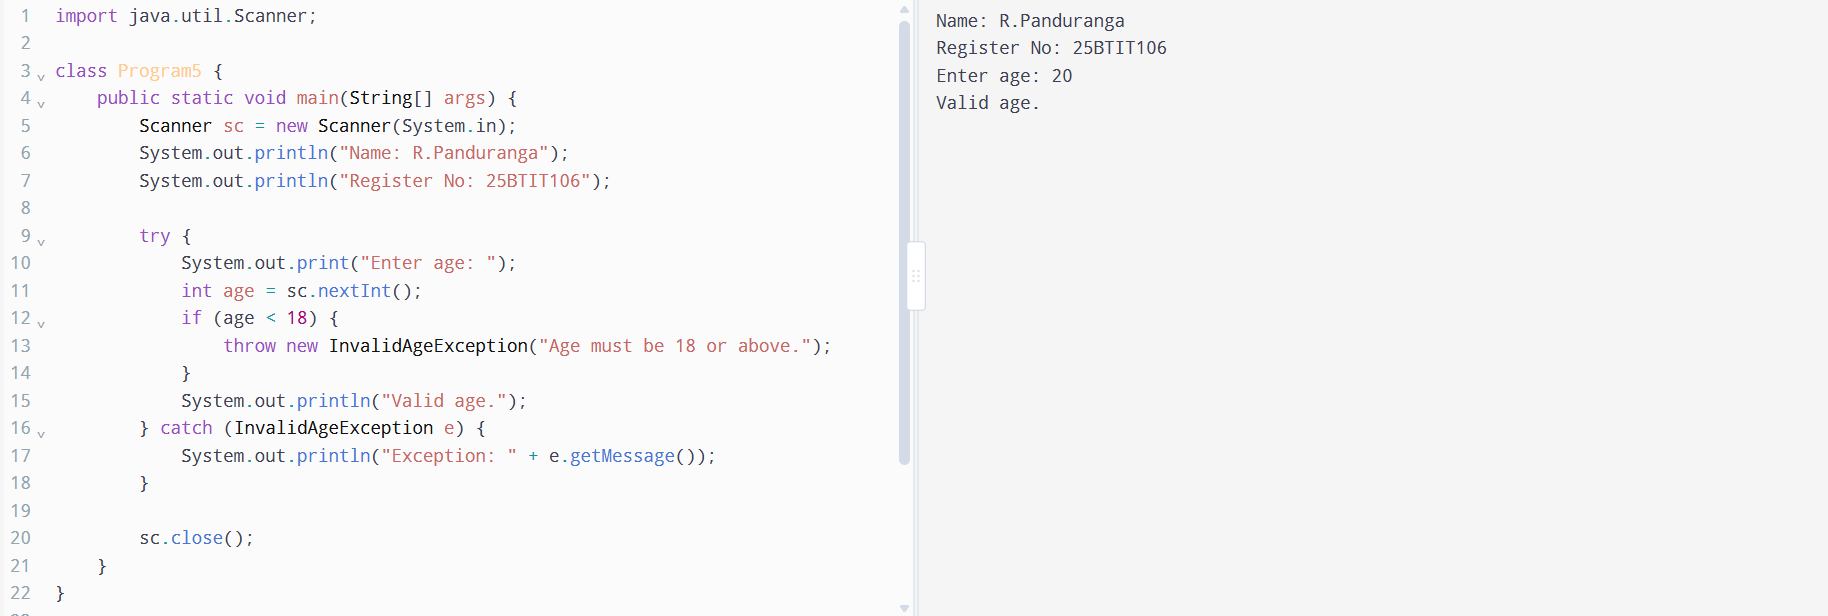 1 import java.util.Scanner;
2
3 class Program5 {
4     public static void main(String[] args) {
5         Scanner sc = new Scanner(System.in);
6         System.out.println("Name: R.Panduranga");
7         System.out.println("Register No: 25BTIT106");
8
9         try {
10             System.out.print("Enter age: ");
11             int age = sc.nextInt();
12             if (age < 18) {
13                 throw new InvalidAgeException("Age must be 18 or above.");
14             }
15             System.out.println("Valid age.");
16         } catch (InvalidAgeException e) {
17             System.out.println("Exception: " + e.getMessage());
18         }
19
20         sc.close();
21     }
22 }
Name: R.Panduranga
Register No: 25BTIT106
Enter age: 20
Valid age.